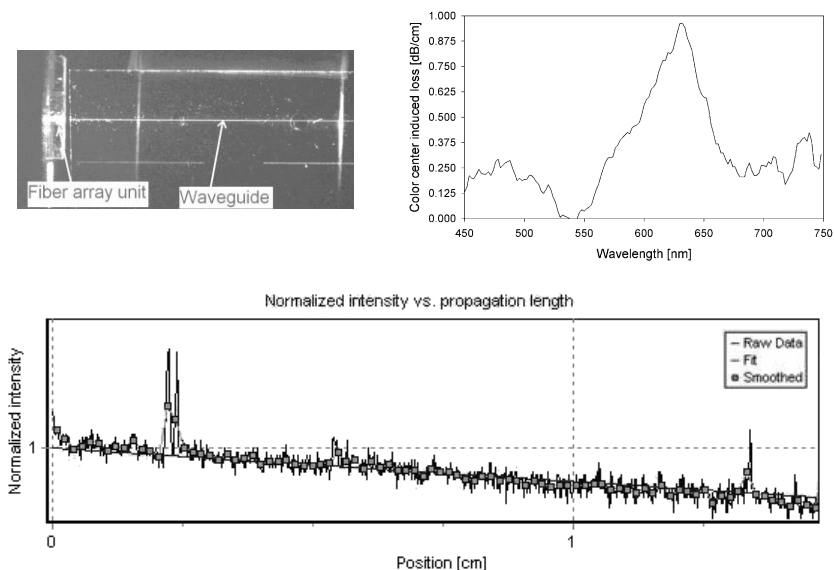 Fiber array unit
Waveguide
Color center induced loss [dB/cm]
1.000
0.875
0.750
0.625
0.500
0.375
0.250
0.125
0.000
450
500
550
600
650
700
750
Wavelength [nm]
Normalized intensity vs. propagation length
Normalized intensity
1
Raw Data
Fit
Smoothed
0
1
Position [cm]